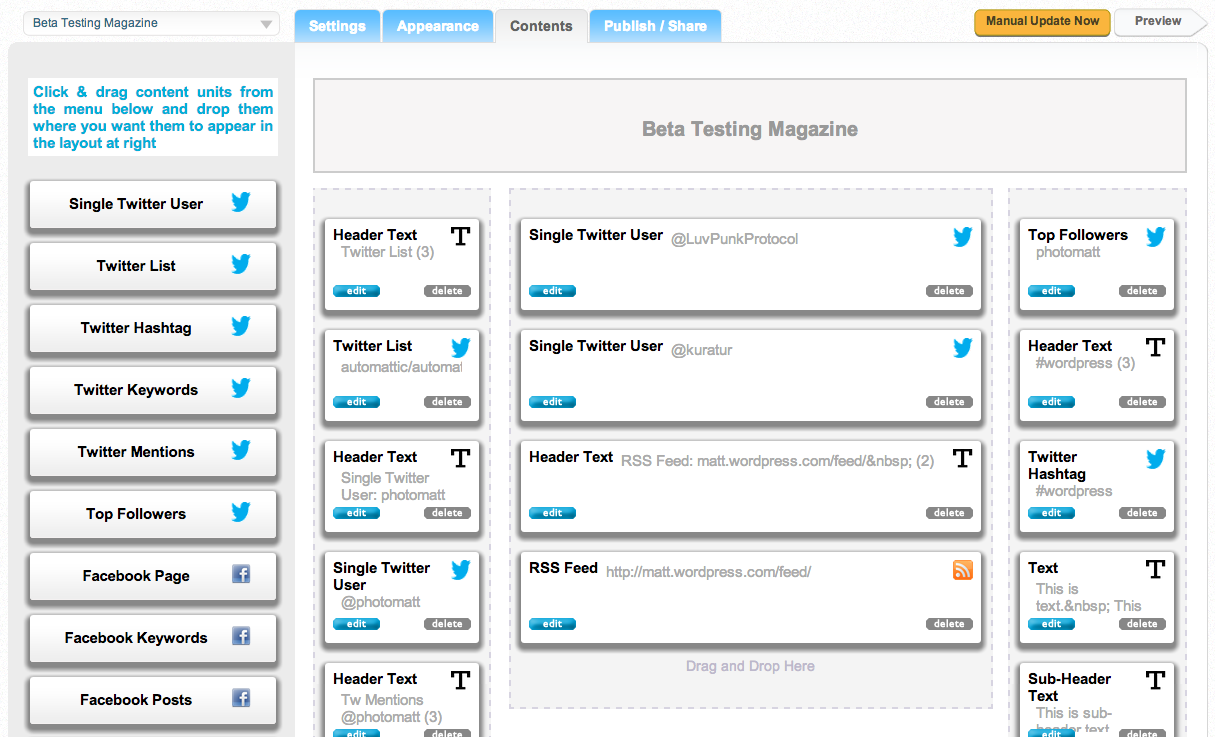 Beta Testing Magazine
Settings
Appearance
Contents
Publish / Share
Manual Update Now
Preview
Click & drag content units from
the menu below and drop them
where you want them to appear in
the layout at right
Single Twitter User
Twitter List
Twitter Hashtag
Twitter Keywords
Twitter Mentions
Top Followers
Facebook Page
Facebook Keywords
Facebook Posts
Beta Testing Magazine
Header Text
Twitter List (3)
edit delete
Twitter List
automattic/automat
edit delete
Header Text
Single Twitter
User: photomatt
edit delete
Single Twitter
User
@photomatt
edit delete
Header Text
Tw Mentions
@photomatt (3)
edit delete
Single Twitter User @LuvPunkProtocol
edit delete
Single Twitter User @kuratur
edit delete
Header Text RSS Feed: matt.wordpress.com/feed/&nbsp; (2)
edit delete
RSS Feed http://matt.wordpress.com/feed/
edit delete
Drag and Drop Here
Top Followers
photomatt
edit delete
Header Text
#wordpress (3)
edit delete
Twitter
Hashtag
#wordpress
edit delete
Text
This is
text.&nbsp; This
edit delete
Sub-Header
Text
This is sub-
header text
edit delete